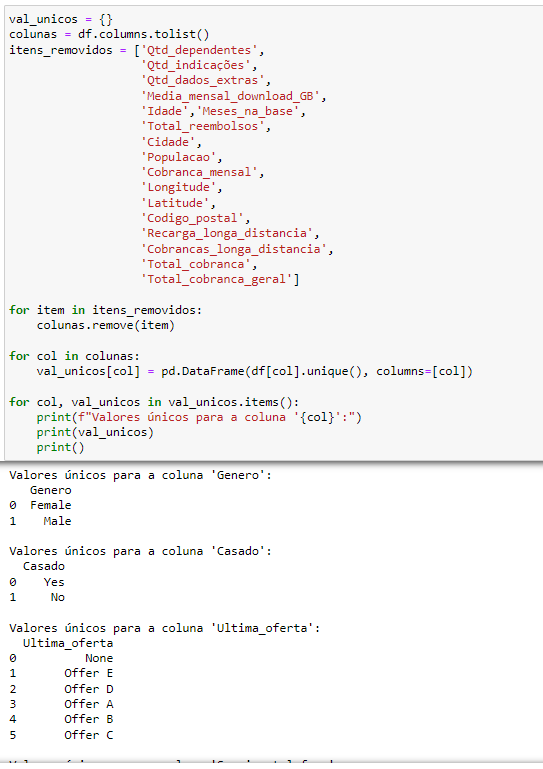 val_unicos = {}
colunas = df.columns.tolist()
itens_removidos = ['Qtd_dependentes',
'Qtd_indicações',
'Qtd_dados_extras',
'Media_mensal_download_GB',
'Idade','Meses_na_base',
'Total_reembolsos',
'Cidade',
'Populacao',
'Cobranca_mensal',
'Longitude',
'Latitude',
'Codigo_postal',
'Recarga_longa_distancia',
'Cobrancas_longa_distancia',
'Total_cobranca',
'Total_cobranca_geral']
for item in itens_removidos:
colunas.remove(item)
for col in colunas:
val_unicos[col] = pd.DataFrame(df[col].unique(), columns=[col])
for col, val_unicos in val_unicos.items():
print(f"Valores únicos para a coluna '{col}':")
print(val_unicos)
print()
Valores únicos para a coluna 'Genero':
Genero
0 Female
1 Male
Valores únicos para a coluna 'Casado':
Casado
0 Yes
1 No
Valores únicos para a coluna 'Ultima_oferta':
Ultima_oferta
0 None
1 Offer E
2 Offer D
3 Offer A
4 Offer B
5 Offer C